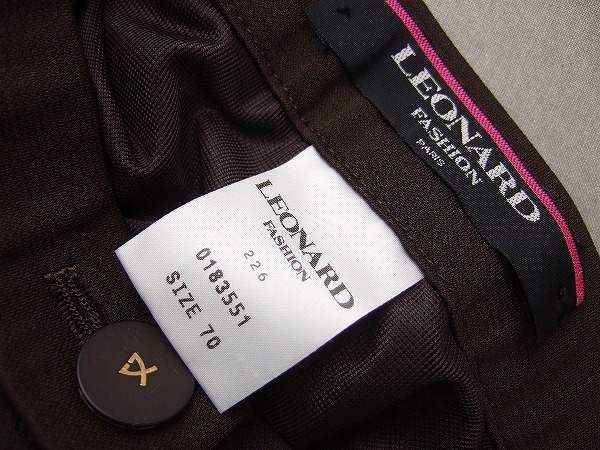 LEONARD
FASHION
PARIS
LEONARD
FASHION
226
0183551
SIZE 70